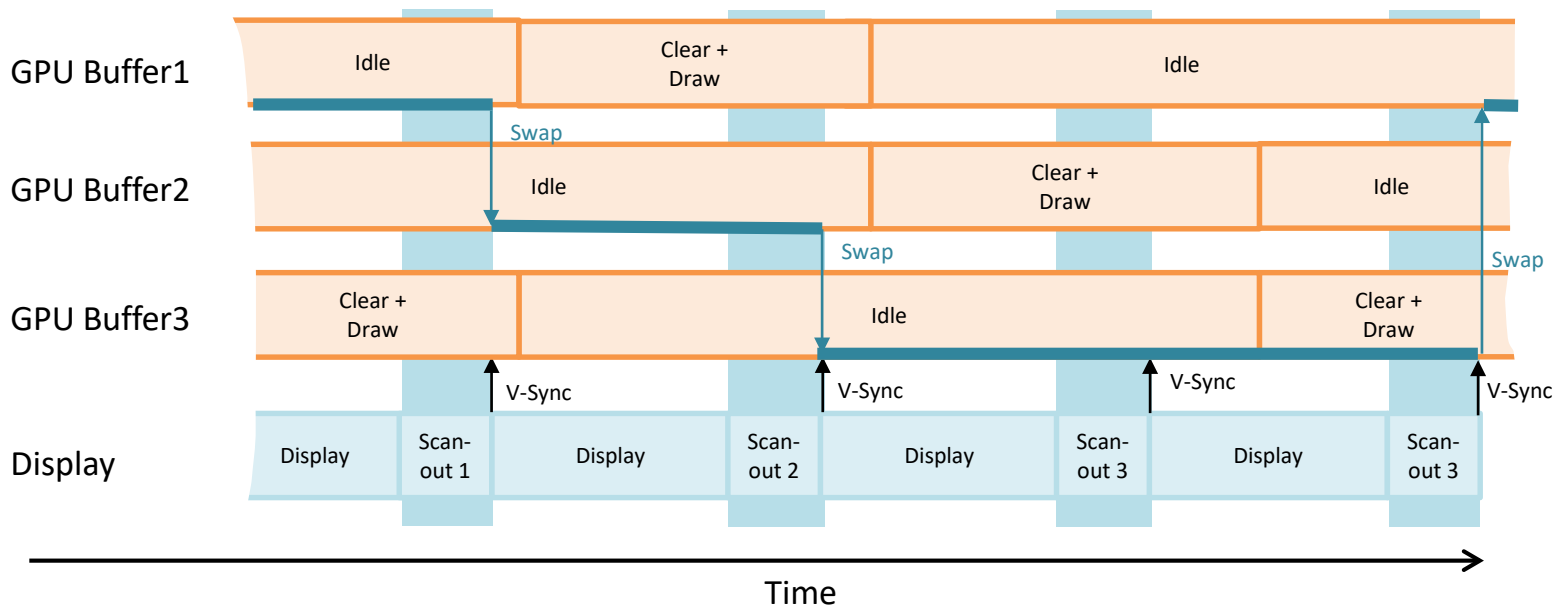 GPU Buffer1
Idle
Clear +
Draw
Idle
Swap
GPU Buffer2
Idle
Clear +
Draw
Idle
Swap
Swap
GPU Buffer3
Clear +
Draw
Idle
Clear +
Draw
V-Sync
V-Sync
V-Sync
V-Sync
Display
Display
Scan-
out 1
Display
Scan-
out 2
Display
Scan-
out 3
Display
Scan-
out 3
Time